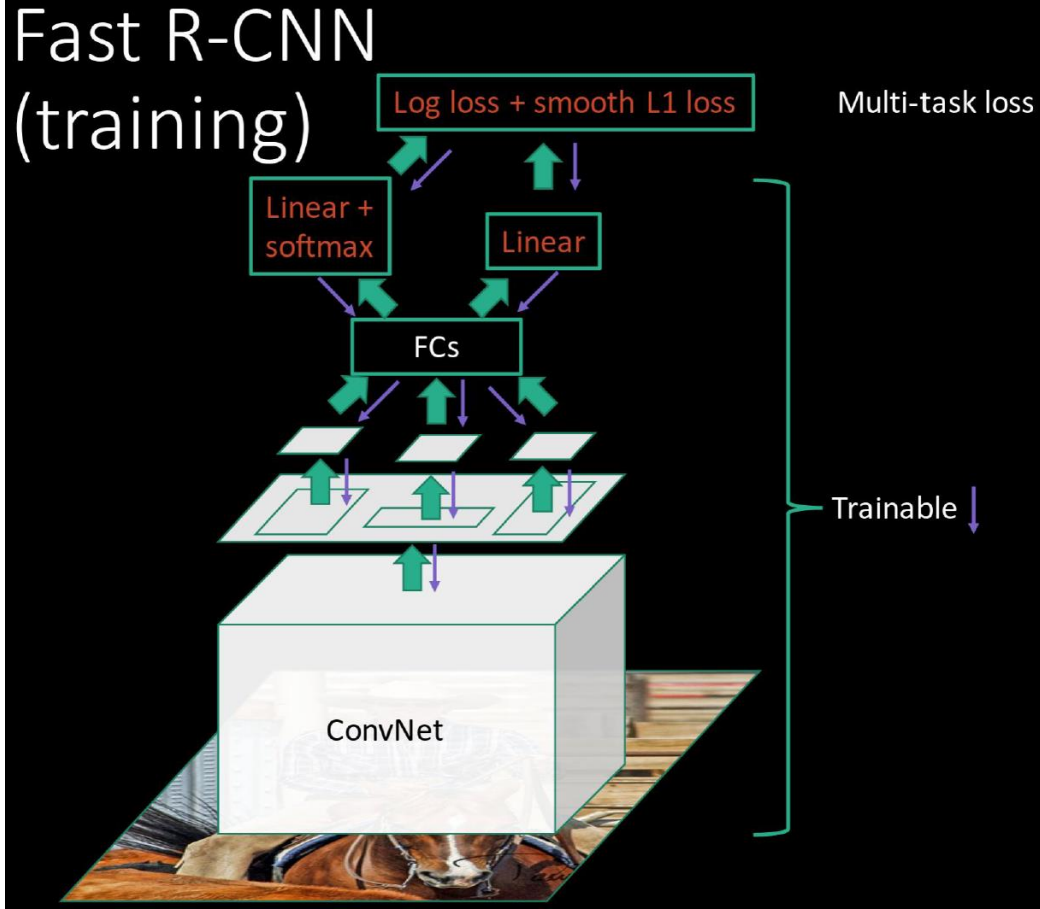 Fast R-CNN
(training)
Log loss + smooth L1 loss
Multi-task loss
Linear +
softmax
Linear
FCs
Trainable
ConvNet